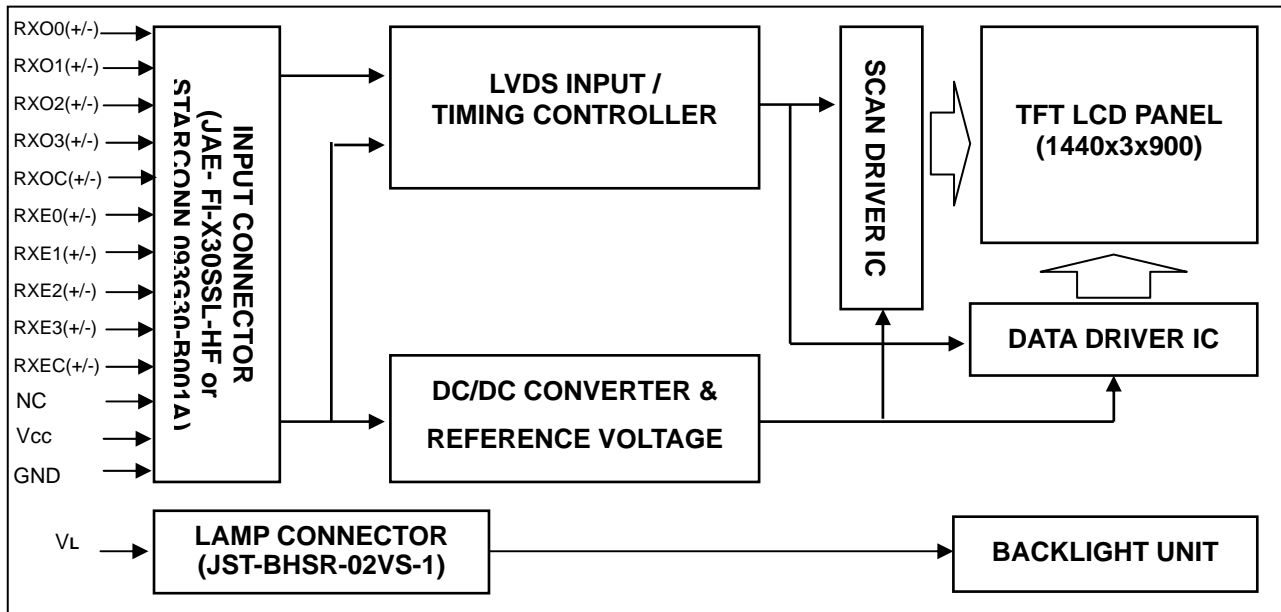 RXO0(+/-)
RXO1(+/-)
RXO2(+/-)
RXO3(+/-)
RXOC(+/-)
RXE0(+/-)
RXE1(+/-)
RXE2(+/-)
RXE3(+/-)
RXEC(+/-)
NC
Vcc
GND
VL
INPUT CONNECTOR
(JAE- FI-X30SSL-HF or
STARCONN 093G30-B001A)
LVDS INPUT /
TIMING CONTROLLER
SCAN DRIVER IC
TFT LCD PANEL
(1440x3x900)
DATA DRIVER IC
DC/DC CONVERTER &
REFERENCE VOLTAGE
LAMP CONNECTOR
(JST-BHSR-02VS-1)
BACKLIGHT UNIT